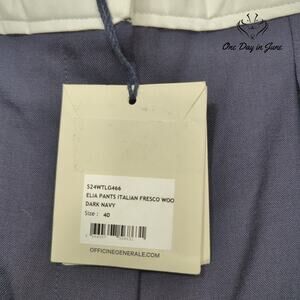 One Day in June
S24WTLG466
ELIA PANTS ITALIAN FRESCO WOO
DARK NAVY
Size : 40
OFFICINEGENERALE.COM